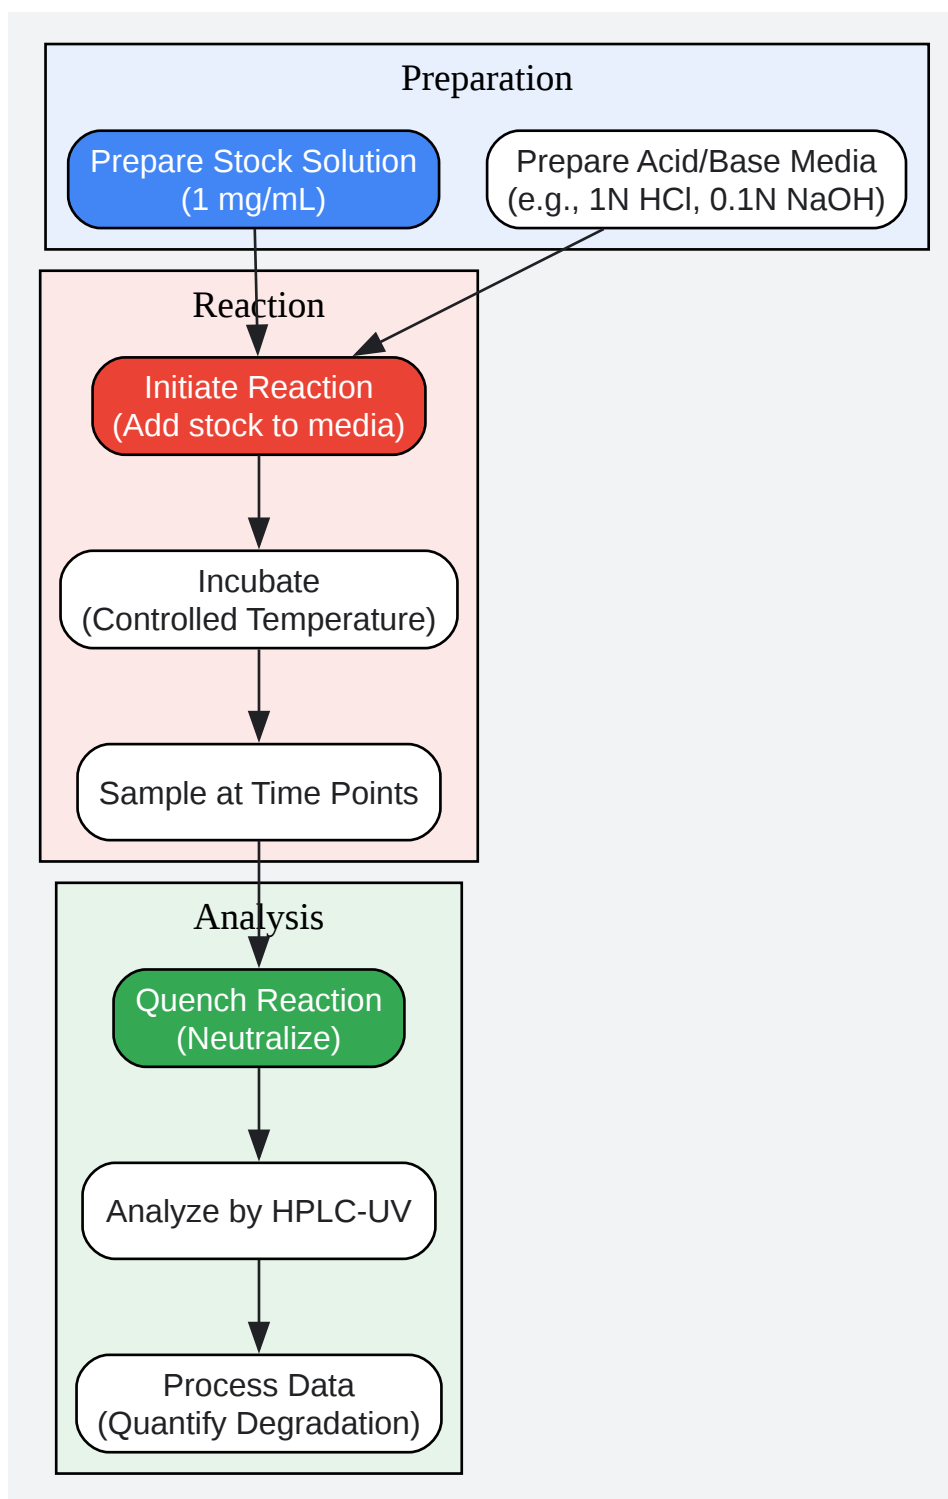 Preparation
Prepare Stock Solution
(1 mg/mL)
Prepare Acid/Base Media
(e.g., 1N HCl, 0.1N NaOH)
Reaction
Initiate Reaction
(Add stock to media)
Incubate
(Controlled Temperature)
Sample at Time Points
Analysis
Quench Reaction
(Neutralize)
Analyze by HPLC-UV
Process Data
(Quantify Degradation)